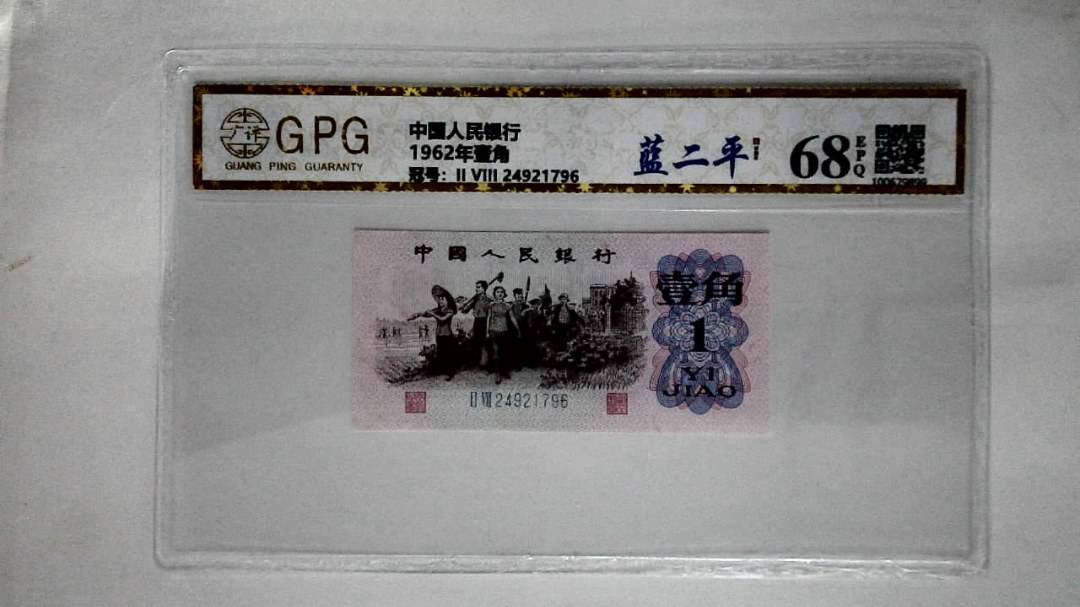 广评
GPG
GUANG PING GUARANTY
中国人民银行
1962年壹角
冠号：II VIII 24921796
蓝二平
68
EPQ
中國人民銀行
壹角
1
YI
JIAO
II VIII 24921796